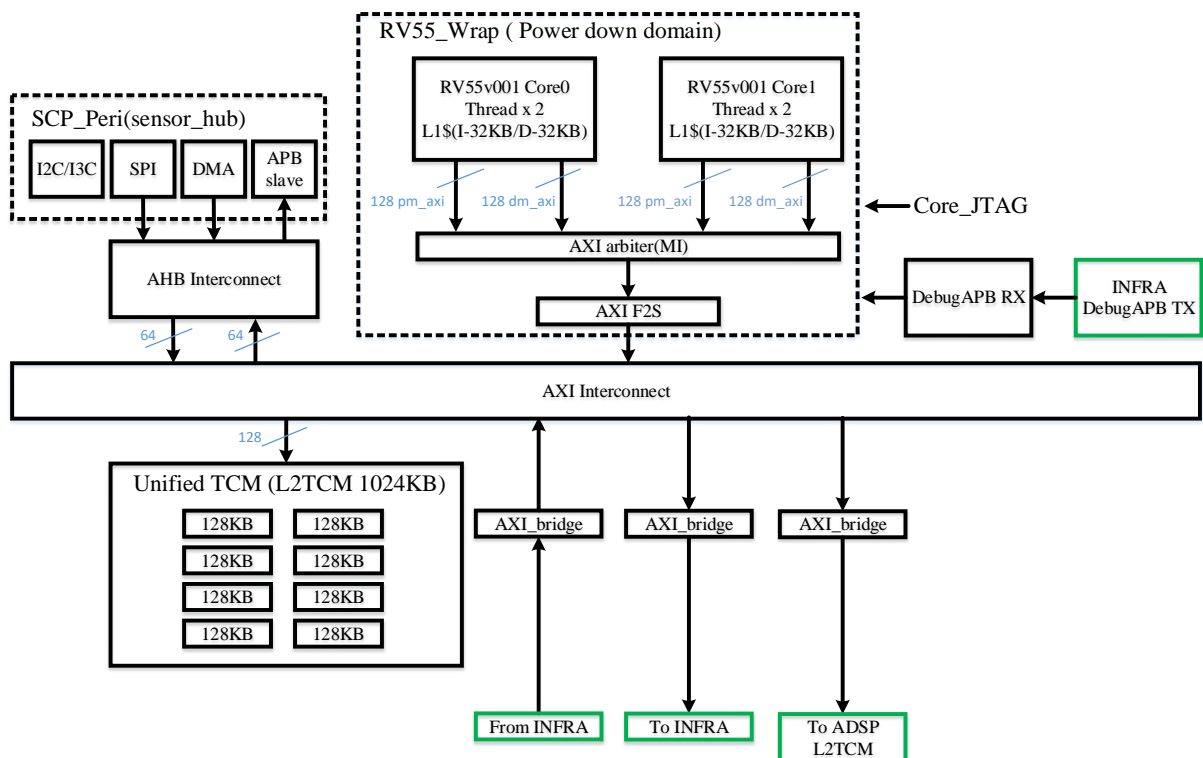 RV55_Wrap ( Power down domain)
RV55v001 Core0
Thread x 2
L1$(I-32KB/D-32KB)
RV55v001 Core1
Thread x 2
L1$(I-32KB/D-32KB)
SCP_Peri(sensor_hub)
I2C/I3C
SPI
DMA
APB
slave
128 pm_axi
128 dm_axi
128 pm_axi
128 dm_axi
Core_JTAG
AXI arbiter(MI)
AHB Interconnect
AXI F2S
DebugAPB RX
INFRA
DebugAPB TX
64
64
AXI Interconnect
128
Unified TCM (L2TCM 1024KB)
128KB
128KB
128KB
128KB
128KB
128KB
128KB
128KB
AXI_bridge
AXI_bridge
AXI_bridge
From INFRA
To INFRA
To ADSP
L2TCM